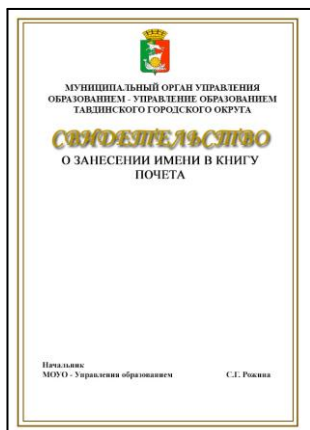 МУНИЦИПАЛЬНЫЙ ОРГАН УПРАВЛЕНИЯ
ОБРАЗОВАНИЕМ - УПРАВЛЕНИЕ ОБРАЗОВАНИЕМ
ТАВДИНСКОГО ГОРОДСКОГО ОКРУГА
СВИДЕТЕЛЬСТВО
О ЗАНЕСЕНИИ ИМЕНИ В КНИГУ
ПОЧЕТА
Начальник
МОУО - Управления образованием С.Г. Рожина